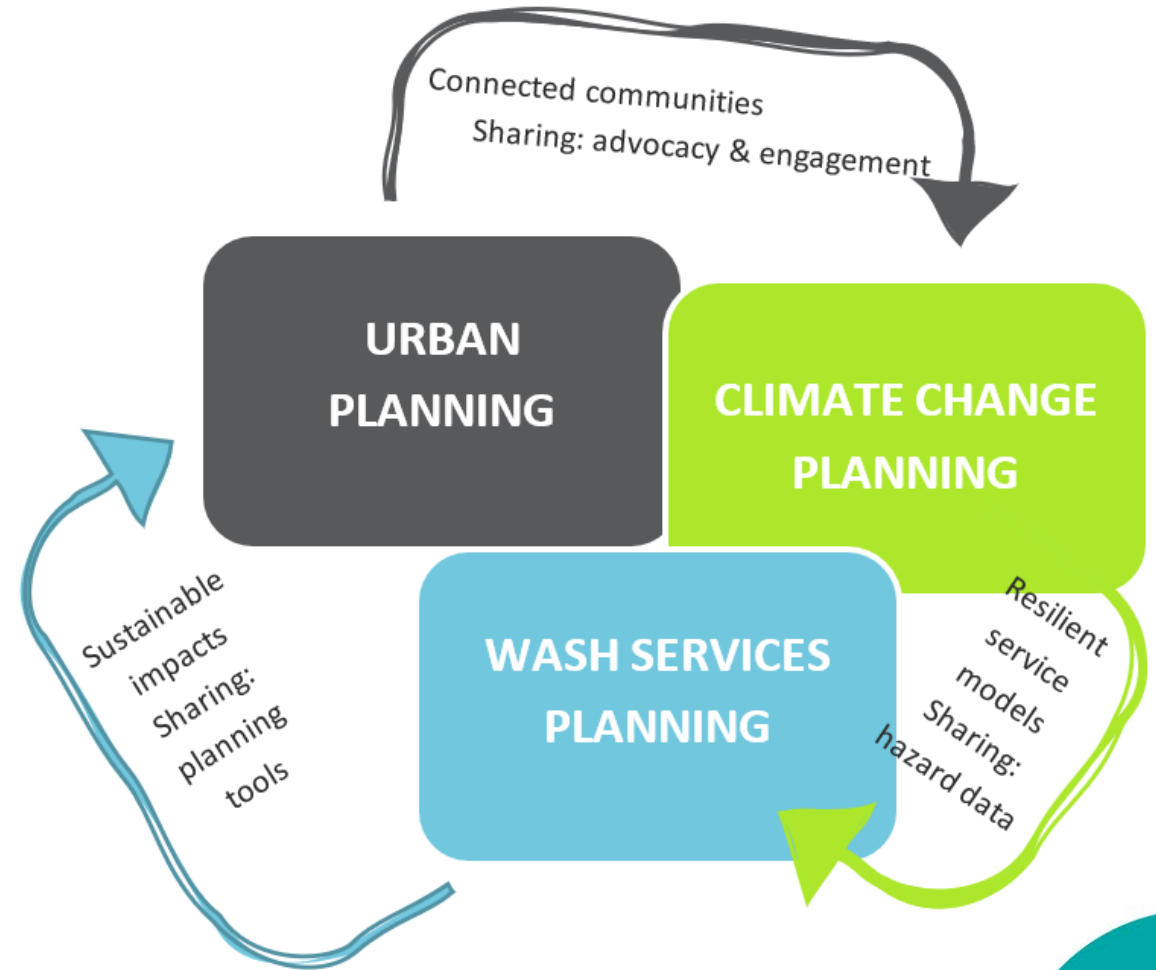 Connected communities
Sharing: advocacy & engagement
URBAN
PLANNING
CLIMATE CHANGE
PLANNING
WASH SERVICES
PLANNING
Resilient
service
models
Sharing:
hazard data
Sustainable
impacts
Sharing:
planning
tools